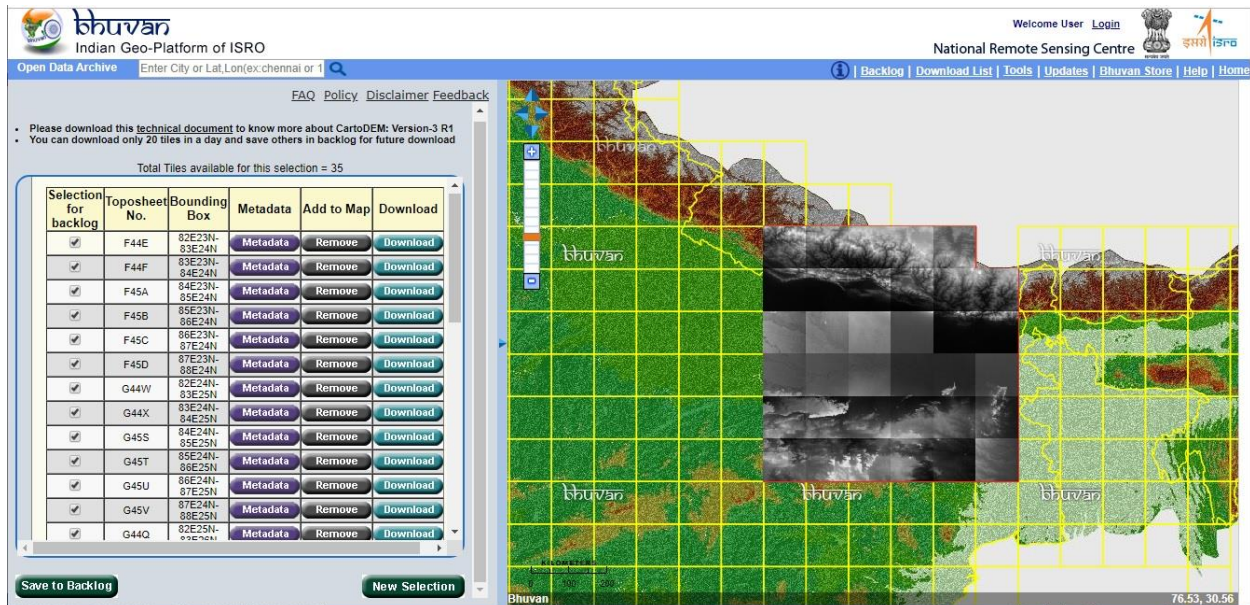 bhuvan
Indian Geo-Platform of ISRO
Welcome User Login
National Remote Sensing Centre
इसरो isro
Open Data Archive Enter City or Lat,Lon(ex:chennai or 1
| Backlog | Download List | Tools | Updates | Bhuvan Store | Help | Home
FAQ Policy Disclaimer Feedback
Please download this technical document to know more about CartoDEM: Version-3 R1
You can download only 20 tiles in a day and save others in backlog for future download
Total Tiles available for this selection = 35
Selection for backlog Toposheet No. Bounding Box Metadata Add to Map Download
F44E 82E23N-83E24N Metadata Remove Download
F44F 83E23N-84E24N Metadata Remove Download
F45A 84E23N-85E24N Metadata Remove Download
F45B 85E23N-86E24N Metadata Remove Download
F45C 86E23N-87E24N Metadata Remove Download
F45D 87E23N-88E24N Metadata Remove Download
G44W 82E24N-83E25N Metadata Remove Download
G44X 83E24N-84E25N Metadata Remove Download
G45S 84E24N-85E25N Metadata Remove Download
G45T 85E24N-86E25N Metadata Remove Download
G45U 86E24N-87E25N Metadata Remove Download
G45V 87E24N-88E25N Metadata Remove Download
G44Q 82E25N-83E26N Metadata Remove Download
Save to Backlog New Selection
bhuvan
bhuvan bhuvan
bhuvan bhuvan bhuvan
KILOMETERS
0 100 200
Bhuvan 76.53, 30.56